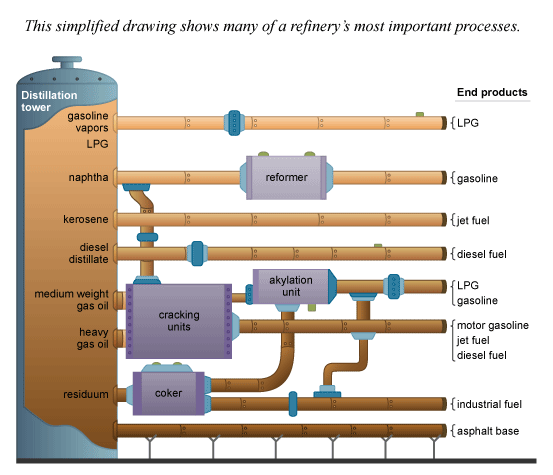 This simplified drawing shows many of a refinery's most important processes.
Distillation
tower
End products
gasoline
vapors
LPG
LPG
naphtha
reformer
gasoline
kerosene
jet fuel
diesel
distillate
diesel fuel
medium weight
gas oil
heavy
gas oil
cracking
units
akylation
unit
LPG
gasoline
motor gasoline
jet fuel
diesel fuel
residuum
coker
industrial fuel
asphalt base